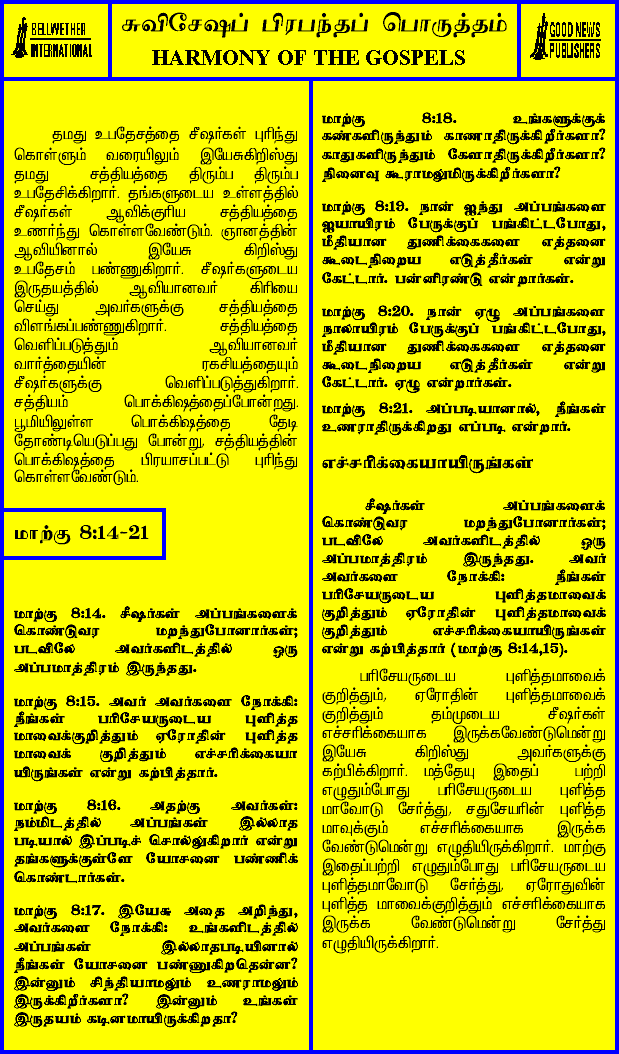 BELLWETHER
INTERNATIONAL
சுவிசேஷப் பிரபந்தப் பொருத்தம்
HARMONY OF THE GOSPELS
GOOD NEWS
PUBLISHERS
தமது உபதேசத்தை சீஷர்கள் புரிந்து
கொள்ளும் வரையிலும் இயேசுகிறிஸ்து
தமது சத்தியத்தை திரும்ப திரும்ப
உபதேசிக்கிறார். தங்களுடைய உள்ளத்தில்
சீஷர்கள் ஆவிக்குரிய சத்தியத்தை
உணர்ந்து கொள்ளவேண்டும். ஞானத்தின்
ஆவியினால் இயேசு கிறிஸ்து
உபதேசம் பண்ணுகிறார். சீஷர்களுடைய
இருதயத்தில் ஆவியானவர் கிரியை
செய்து அவர்களுக்கு சத்தியத்தை
விளங்கப்பண்ணுகிறார். சத்தியத்தை
வெளிப்படுத்தும் ஆவியானவர்
வார்த்தையின் ரகசியத்தையும்
சீஷர்களுக்கு வெளிப்படுத்துகிறார்.
சத்தியம் பொக்கிஷத்தைப்போன்றது.
பூமியிலுள்ள பொக்கிஷத்தை தேடி
தோண்டியெடுப்பது போன்று, சத்தியத்தின்
பொக்கிஷத்தை பிரயாசப்பட்டு புரிந்து
கொள்ளவேண்டும்.
மாற்கு 8:14-21
மாற்கு 8:14. சீஷர்கள் அப்பங்களைக்
கொண்டுவர மறந்துபோனார்கள்;
படவிலே அவர்களிடத்தில் ஒரு
அப்பமாத்திரம் இருந்தது.
மாற்கு 8:15. அவர் அவர்களை நோக்கி:
நீங்கள் பரிசேயருடைய புளித்த
மாவைக்குறித்தும் ஏரோதின் புளித்த
மாவைக் குறித்தும் எச்சரிக்கையா
யிருங்கள் என்று கற்பித்தார்.
மாற்கு 8:16. அதற்கு அவர்கள்:
நம்மிடத்தில் அப்பங்கள் இல்லாத
படியால் இப்படிச் சொல்லுகிறார் என்று
தங்களுக்குள்ளே யோசனை பண்ணிக்
கொண்டார்கள்.
மாற்கு 8:17. இயேசு அதை அறிந்து,
அவர்களை நோக்கி: உங்களிடத்தில்
அப்பங்கள் இல்லாதபடியினால்
நீங்கள் யோசனை பண்ணுகிறதென்ன?
இன்னும் சிந்தியாமலும் உணராமலும்
இருக்கிறீர்களா? இன்னும் உங்கள்
இருதயம் கடினமாயிருக்கிறதா?
மாற்கு 8:18. உங்களுக்குக்
கண்களிருந்தும் காணாதிருக்கிறீர்களா?
காதுகளிருந்தும் கேளாதிருக்கிறீர்களா?
நினைவு கூராமலுமிருக்கிறீர்களா?
மாற்கு 8:19. நான் ஐந்து அப்பங்களை
ஐயாயிரம் பேருக்குப் பங்கிட்டபோது,
மீதியான துணிக்கைகளை எத்தனை
கூடைநிறைய எடுத்தீர்கள் என்று
கேட்டார். பன்னிரண்டு என்றார்கள்.
மாற்கு 8:20. நான் ஏழு அப்பங்களை
நாலாயிரம் பேருக்குப் பங்கிட்டபோது,
மீதியான துணிக்கைகளை எத்தனை
கூடைநிறைய எடுத்தீர்கள் என்று
கேட்டார். ஏழு என்றார்கள்.
மாற்கு 8:21. அப்படியானால், நீங்கள்
உணராதிருக்கிறது எப்படி என்றார்.
எச்சரிக்கையாயிருங்கள்
சீஷர்கள் அப்பங்களைக்
கொண்டுவர மறந்துபோனார்கள்;
படவிலே அவர்களிடத்தில் ஒரு
அப்பமாத்திரம் இருந்தது. அவர்
அவர்களை நோக்கி: நீங்கள்
பரிசேயருடைய புளித்தமாவைக்
குறித்தும் ஏரோதின் புளித்தமாவைக்
குறித்தும் எச்சரிக்கையாயிருங்கள்
என்று கற்பித்தார் (மாற்கு 8:14,15).
பரிசேயருடைய புளித்தமாவைக்
குறித்தும், ஏரோதின் புளித்தமாவைக்
குறித்தும் தம்முடைய சீஷர்கள்
எச்சரிக்கையாக இருக்கவேண்டுமென்று
இயேசு கிறிஸ்து அவர்களுக்கு
கற்பிக்கிறார். மத்தேயு இதைப் பற்றி
எழுதும்போது பரிசேயருடைய புளித்த
மாவோடு சேர்த்து, சதுசேயரின் புளித்த
மாவுக்கும் எச்சரிக்கையாக இருக்க
வேண்டுமென்று எழுதியிருக்கிறார். மாற்கு
இதைப்பற்றி எழுதும்போது பரிசேயருடைய
புளித்தமாவோடு சேர்த்து, ஏரோதுவின்
புளித்த மாவைக்குறித்தும் எச்சரிக்கையாக
இருக்க வேண்டுமென்று சேர்த்து
எழுதியிருக்கிறார்.